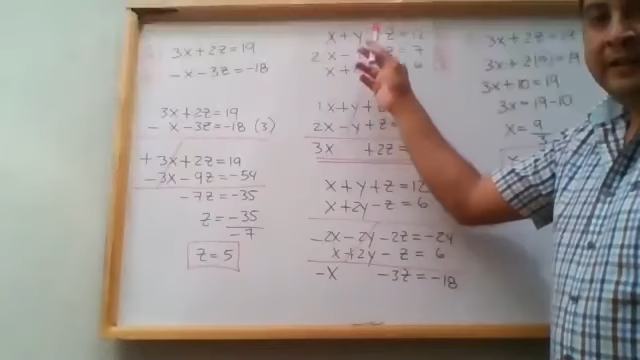 3x+2z=19
-x-3z=-18
3x+2z=19
-x-3z=-18 (3)
+3x+2z=19
-3x-9z=-54
-7z=-35
z=-35
-7
z=5
x+y+z=12
2x- z=7
x+ 6
1x+y+z
2x-y+z=
3x +2z=
x+y+z=12
x+2y-z=6
-2x-2y-2z=-24
x+2y-z=6
-x -3z=-18
3x+2z=19
3x+2( )=19
3x+10=19
3x=19-10
x=9
3
x